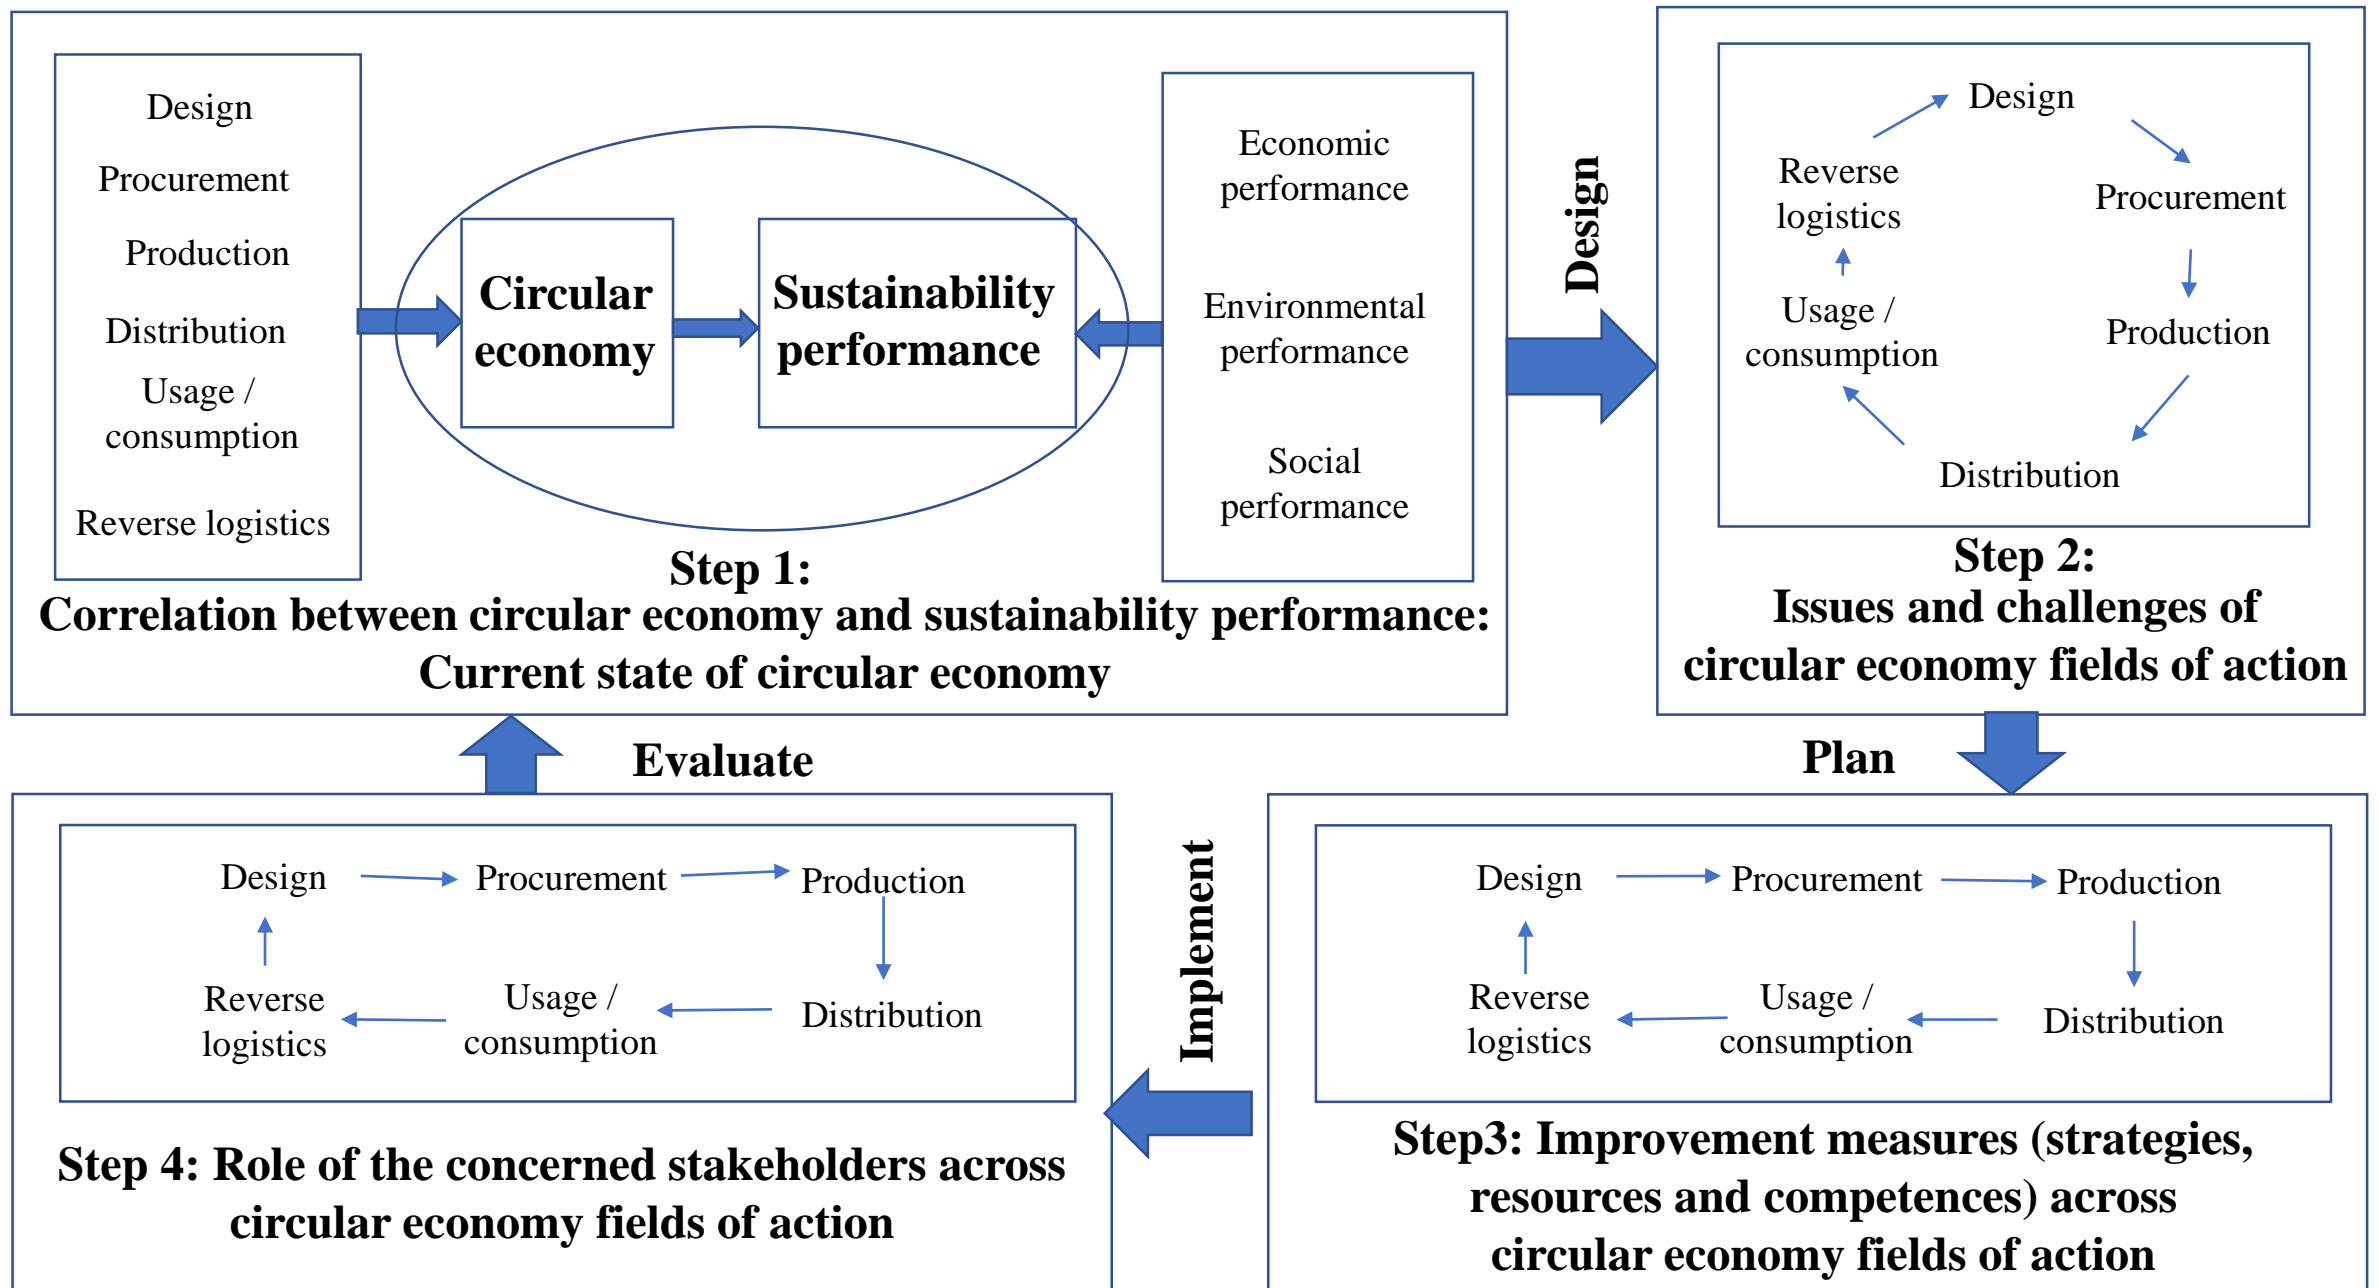 Design
Procurement
Production
Distribution
Usage /
consumption
Reverse logistics
Circular
economy
Sustainability
performance
Economic
performance
Environmental
performance
Social
performance
Step 1:
Correlation between circular economy and sustainability performance:
Current state of circular economy
Design
Design
Procurement
Production
Distribution
Usage /
consumption
Reverse
logistics
Step 2:
Issues and challenges of
circular economy fields of action
Plan
Design
Procurement
Production
Distribution
Usage /
consumption
Reverse
logistics
Step3: Improvement measures (strategies,
resources and competences) across
circular economy fields of action
Implement
Design
Procurement
Production
Distribution
Usage /
consumption
Reverse
logistics
Step 4: Role of the concerned stakeholders across
circular economy fields of action
Evaluate